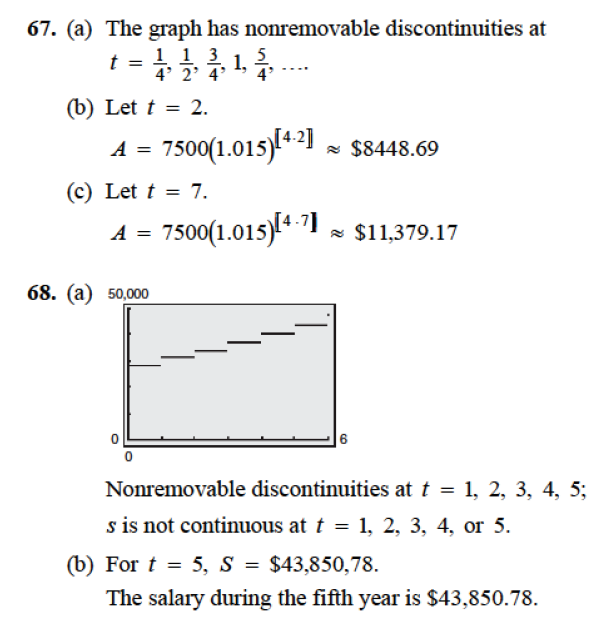 67. (a) The graph has nonremovable discontinuities at
t = 1/4, 1/2, 3/4, 1, 5/4, ....
(b) Let t = 2.
A = 7500(1.015)^⟦4·2⟧ ≈ $8448.69
(c) Let t = 7.
A = 7500(1.015)^⟦4·7⟧ ≈ $11,379.17
68. (a) 50,000
0 6
0
Nonremovable discontinuities at t = 1, 2, 3, 4, 5;
s is not continuous at t = 1, 2, 3, 4, or 5.
(b) For t = 5, S = $43,850,78.
The salary during the fifth year is $43,850.78.